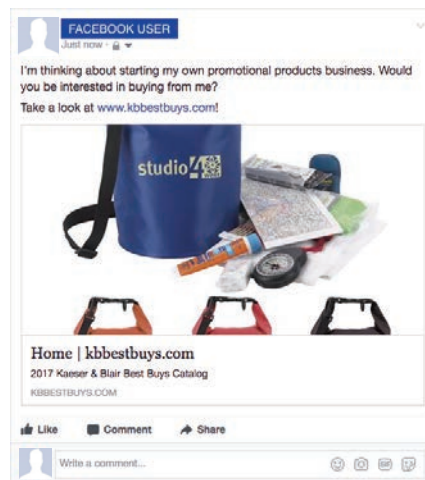 FACEBOOK USER
Just now
I'm thinking about starting my own promotional products business. Would
you be interested in buying from me?
Take a look at www.kbbestbuys.com!
studio4
Home | kbbestbuys.com
2017 Kaeser & Blair Best Buys Catalog
KBBESTBUYS.COM
Like Comment Share
Write a comment...
GIF